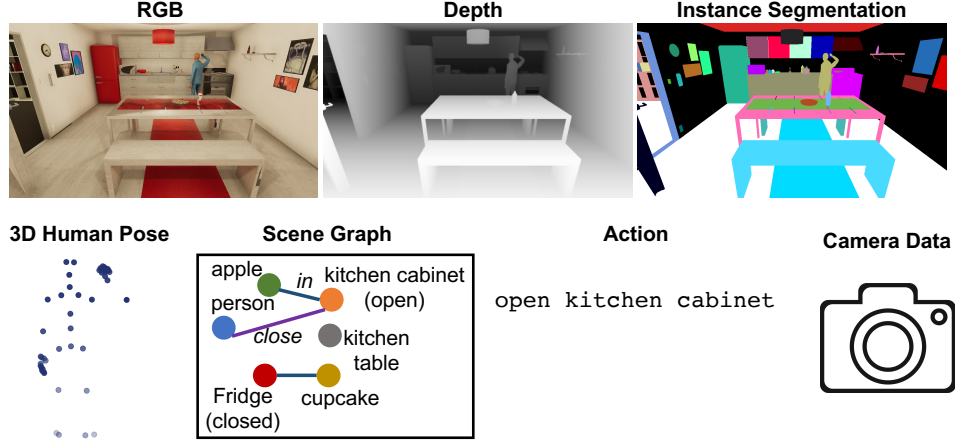 RGB
Depth
Instance Segmentation
3D Human Pose
Scene Graph
Action
Camera Data
apple
in
kitchen cabinet
(open)
person
close
kitchen
table
Fridge
(closed)
cupcake
open kitchen cabinet